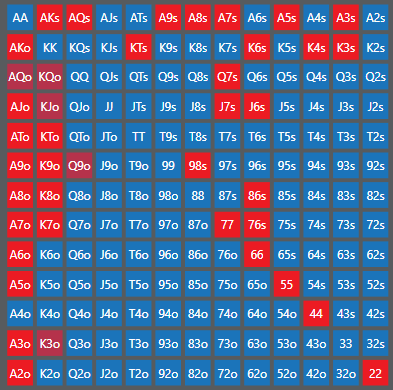 AA AKs AQs AJs ATs A9s A8s A7s A6s A5s A4s A3s A2s
AKo KK KQs KJs KTs K9s K8s K7s K6s K5s K4s K3s K2s
AQo KQo QQ QJs QTs Q9s Q8s Q7s Q6s Q5s Q4s Q3s Q2s
AJo KJo QJo JJ JTs J9s J8s J7s J6s J5s J4s J3s J2s
ATo KTo QTo JTo TT T9s T8s T7s T6s T5s T4s T3s T2s
A9o K9o Q9o J9o T9o 99 98s 97s 96s 95s 94s 93s 92s
A8o K8o Q8o J8o T8o 98o 88 87s 86s 85s 84s 83s 82s
A7o K7o Q7o J7o T7o 97o 87o 77 76s 75s 74s 73s 72s
A6o K6o Q6o J6o T6o 96o 86o 76o 66 65s 64s 63s 62s
A5o K5o Q5o J5o T5o 95o 85o 75o 65o 55 54s 53s 52s
A4o K4o Q4o J4o T4o 94o 84o 74o 64o 54o 44 43s 42s
A3o K3o Q3o J3o T3o 93o 83o 73o 63o 53o 43o 33 32s
A2o K2o Q2o J2o T2o 92o 82o 72o 62o 52o 42o 32o 22